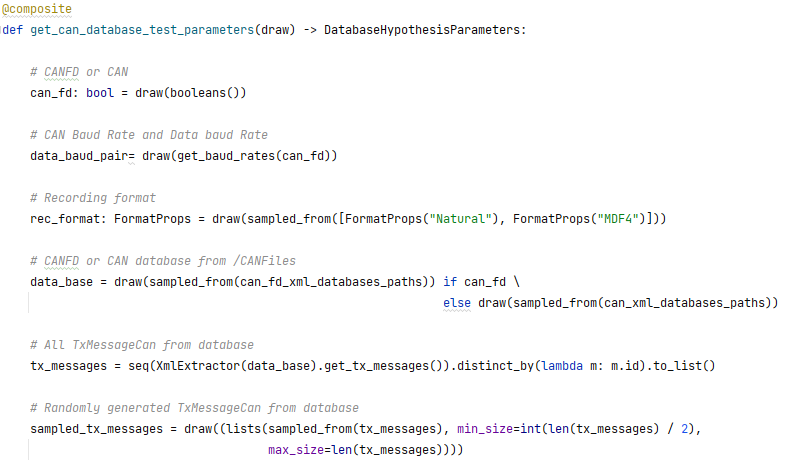 @composite
def get_can_database_test_parameters(draw) -> DatabaseHypothesisParameters:
# CANFD or CAN
can_fd: bool = draw(booleans())
# CAN Baud Rate and Data baud Rate
data_baud_pair= draw(get_baud_rates(can_fd))
# Recording format
rec_format: FormatProps = draw(sampled_from([FormatProps("Natural"), FormatProps("MDF4")]))
# CANFD or CAN database from /CANFiles
data_base = draw(sampled_from(can_fd_xml_databases_paths)) if can_fd \
else draw(sampled_from(can_xml_databases_paths))
# All TxMessageCan from database
tx_messages = seq(XmlExtractor(data_base).get_tx_messages()).distinct_by(lambda m: m.id).to_list()
# Randomly generated TxMessageCan from database
sampled_tx_messages = draw((lists(sampled_from(tx_messages), min_size=int(len(tx_messages) / 2),
max_size=len(tx_messages))))